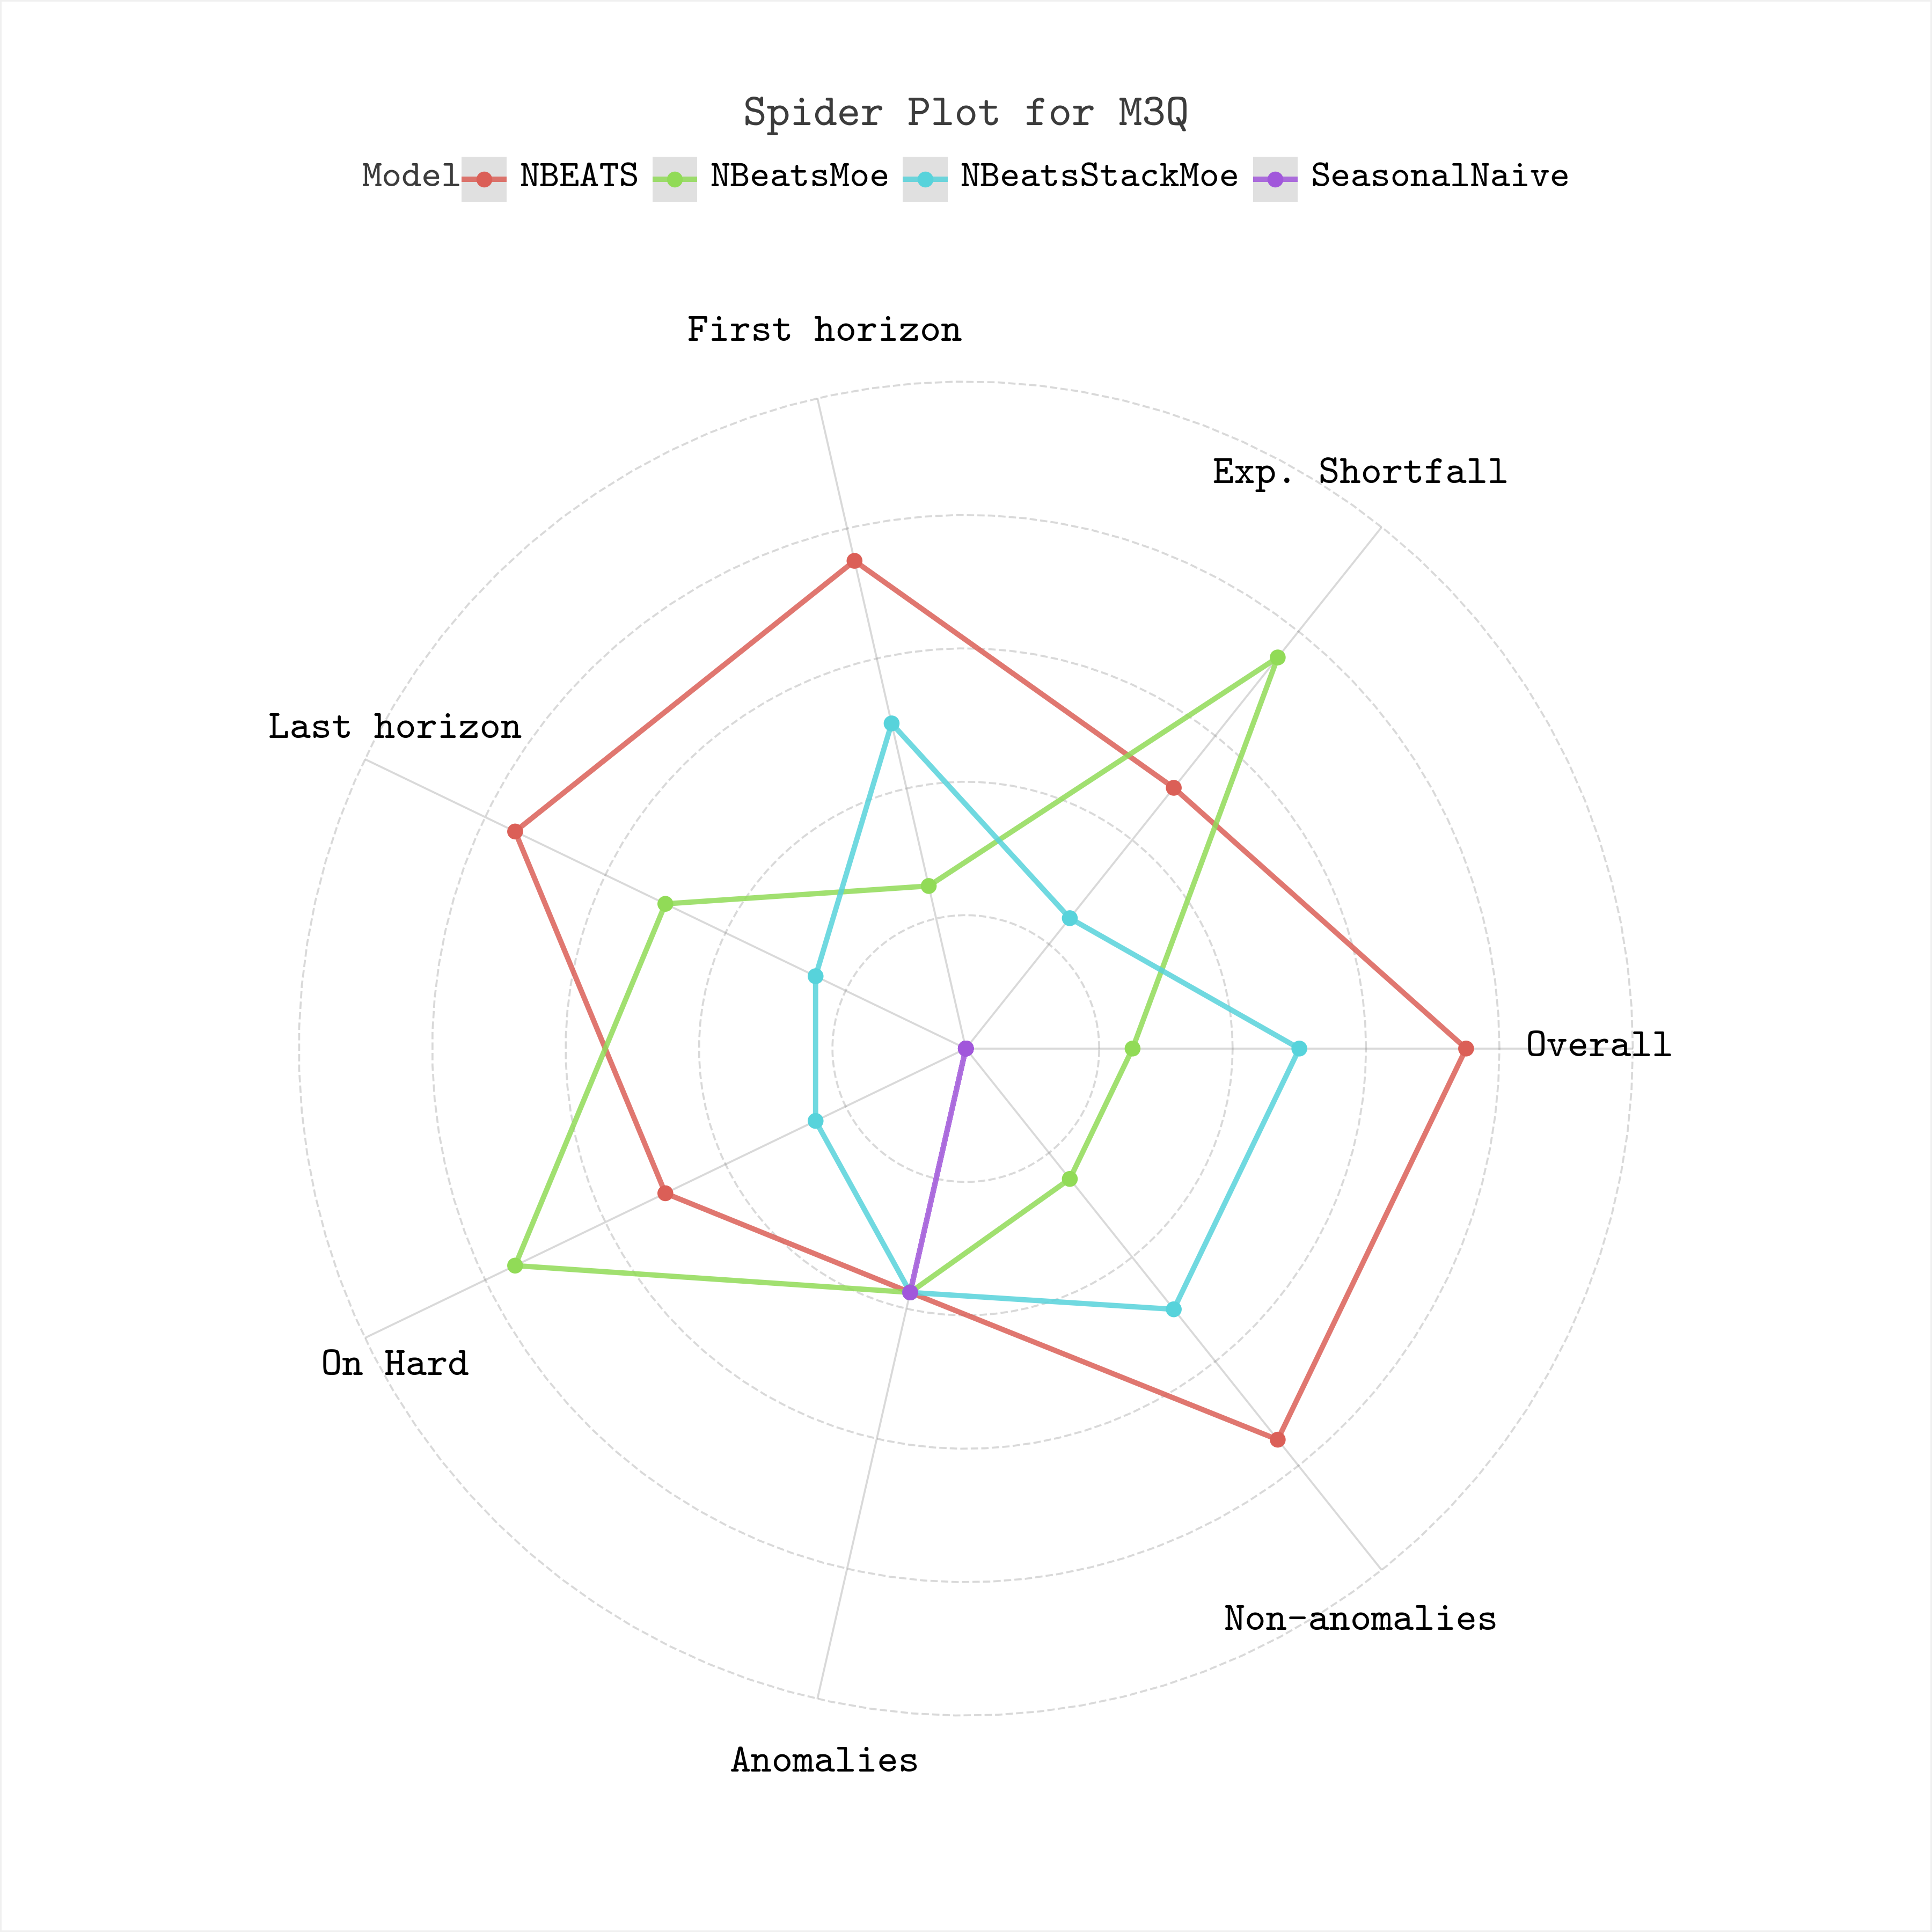 Spider Plot for M3Q
Model NBEATS NBeatsMoe NBeatsStackMoe SeasonalNaive
First horizon
Exp. Shortfall
Last horizon
Overall
On Hard
Non-anomalies
Anomalies